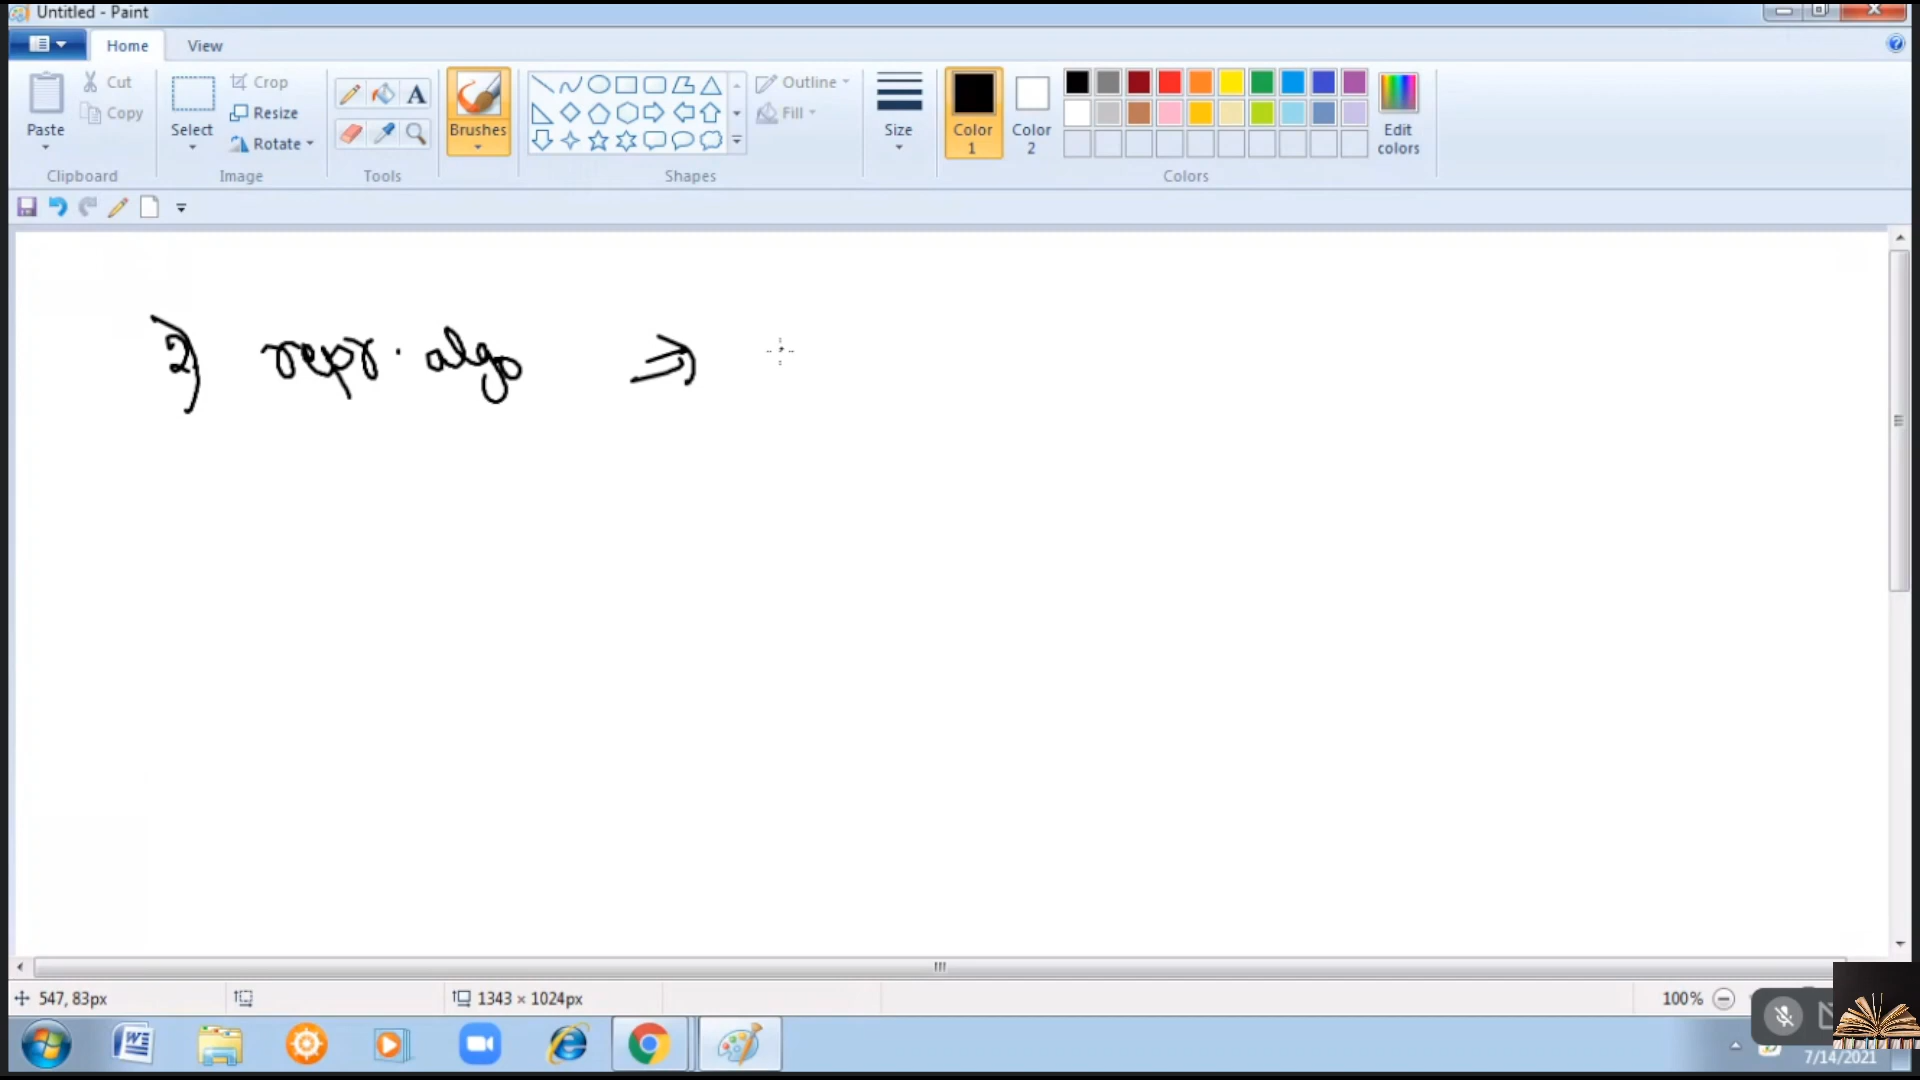 Untitled - Paint
Home View
Paste
Cut
Copy
Clipboard
Select
Crop
Resize
Rotate
Image
A
Tools
Brushes
Outline
Fill
Shapes
Size
Color 1
Color 2
Edit colors
Colors
2) repr. algo ⇒
547, 83px
1343 × 1024px
100%
7/14/2021